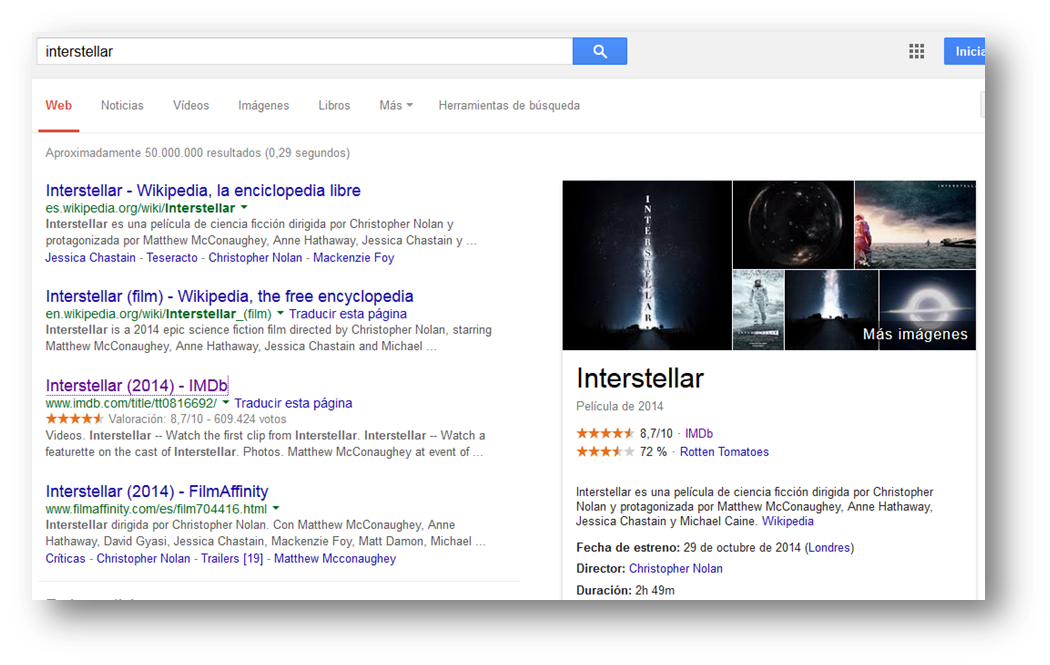 interstellar
Inicia
Web Noticias Vídeos Imágenes Libros Más Herramientas de búsqueda
Aproximadamente 50.000.000 resultados (0,29 segundos)
Interstellar - Wikipedia, la enciclopedia libre
es.wikipedia.org/wiki/Interstellar
Interstellar es una película de ciencia ficción dirigida por Christopher Nolan y
protagonizada por Matthew McConaughey, Anne Hathaway, Jessica Chastain y ...
Jessica Chastain - Teseracto - Christopher Nolan - Mackenzie Foy
Interstellar (film) - Wikipedia, the free encyclopedia
en.wikipedia.org/wiki/Interstellar_(film) Traducir esta página
Interstellar is a 2014 epic science fiction film directed by Christopher Nolan, starring
Matthew McConaughey, Anne Hathaway, Jessica Chastain and Michael ...
Interstellar (2014) - IMDb
www.imdb.com/title/tt0816692/ Traducir esta página
Valoración: 8,7/10 - 609.424 votos
Videos. Interstellar -- Watch the first clip from Interstellar. Interstellar -- Watch a
featurette on the cast of Interstellar. Photos. Matthew McConaughey at event of ...
Interstellar (2014) - FilmAffinity
www.filmaffinity.com/es/film704416.html
Interstellar dirigida por Christopher Nolan. Con Matthew McConaughey, Anne
Hathaway, David Gyasi, Jessica Chastain, Mackenzie Foy, Matt Damon, Michael ...
Críticas - Christopher Nolan - Trailers [19] - Matthew Mcconaughey
INTERSTELLAR
Más imágenes
Interstellar
Película de 2014
8,7/10 · IMDb
72 % · Rotten Tomatoes
Interstellar es una película de ciencia ficción dirigida por Christopher
Nolan y protagonizada por Matthew McConaughey, Anne Hathaway,
Jessica Chastain y Michael Caine. Wikipedia
Fecha de estreno: 29 de octubre de 2014 (Londres)
Director: Christopher Nolan
Duración: 2h 49m